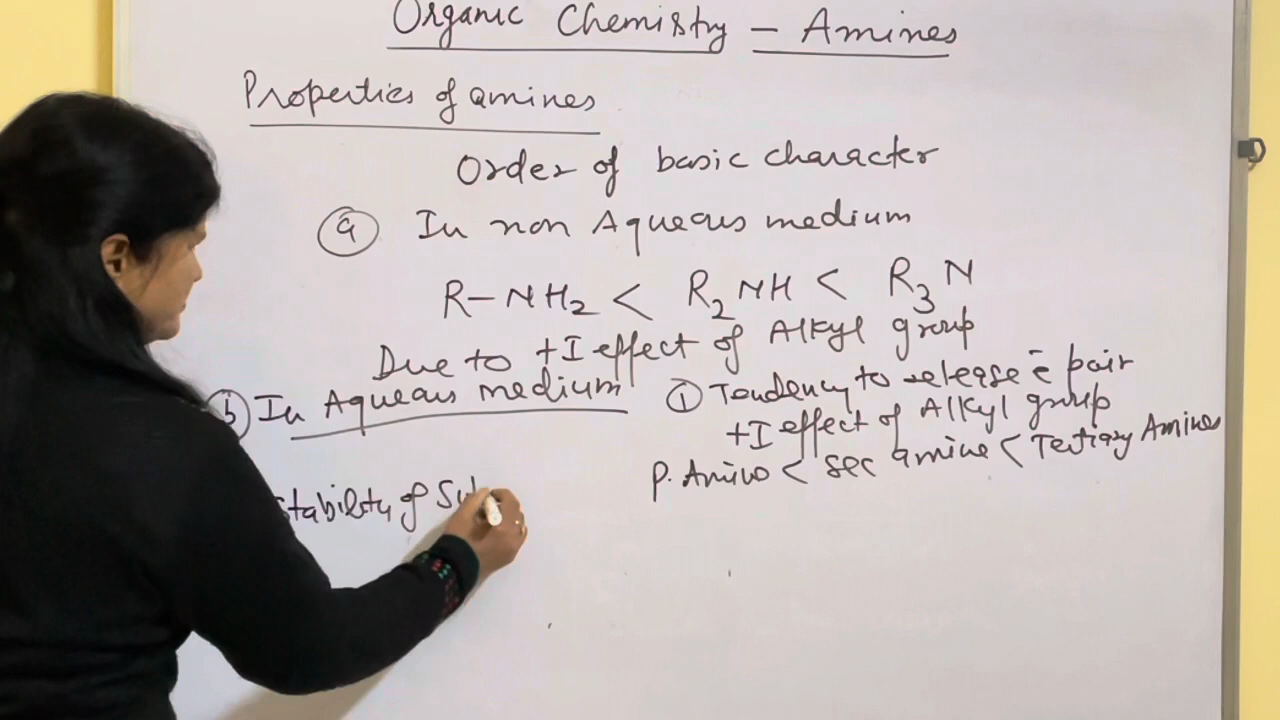 Organic Chemistry - Amines
Properties of amines
Order of basic character
(a) In non Aqueous medium
R-NH₂ < R₂NH < R₃N
Due to +I effect of Alkyl group
(b) In Aqueous medium
(1) Tendency to release e̅ pair
+I effect of Alkyl group
P. Amino < sec amine < Tertiary Amines
stability of Sub